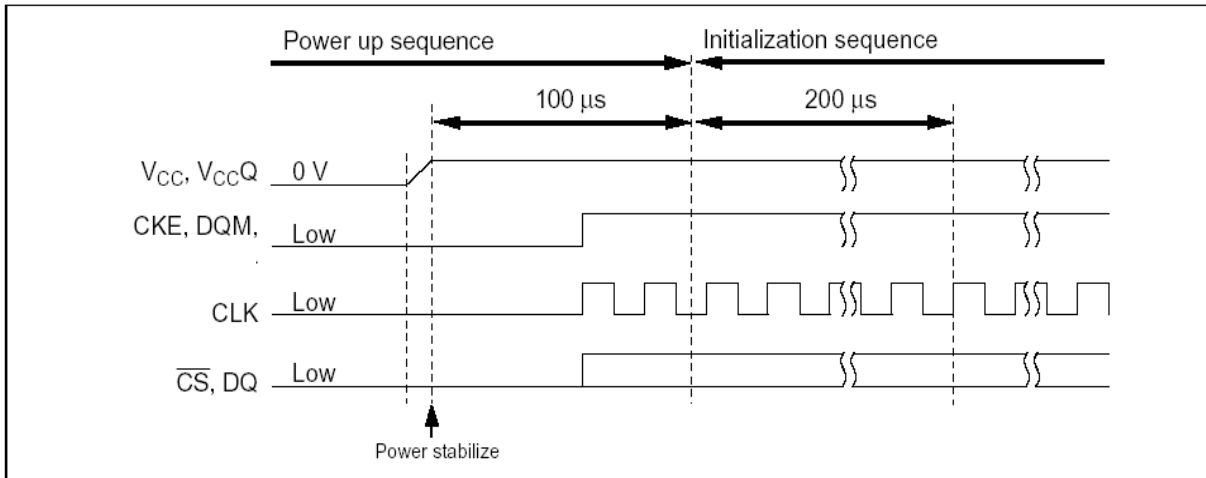 Power up sequence
Initialization sequence
100 μs
200 μs
VCC, VCCQ
0 V
CKE, DQM,
Low
CLK
Low
CS, DQ
Low
Power stabilize